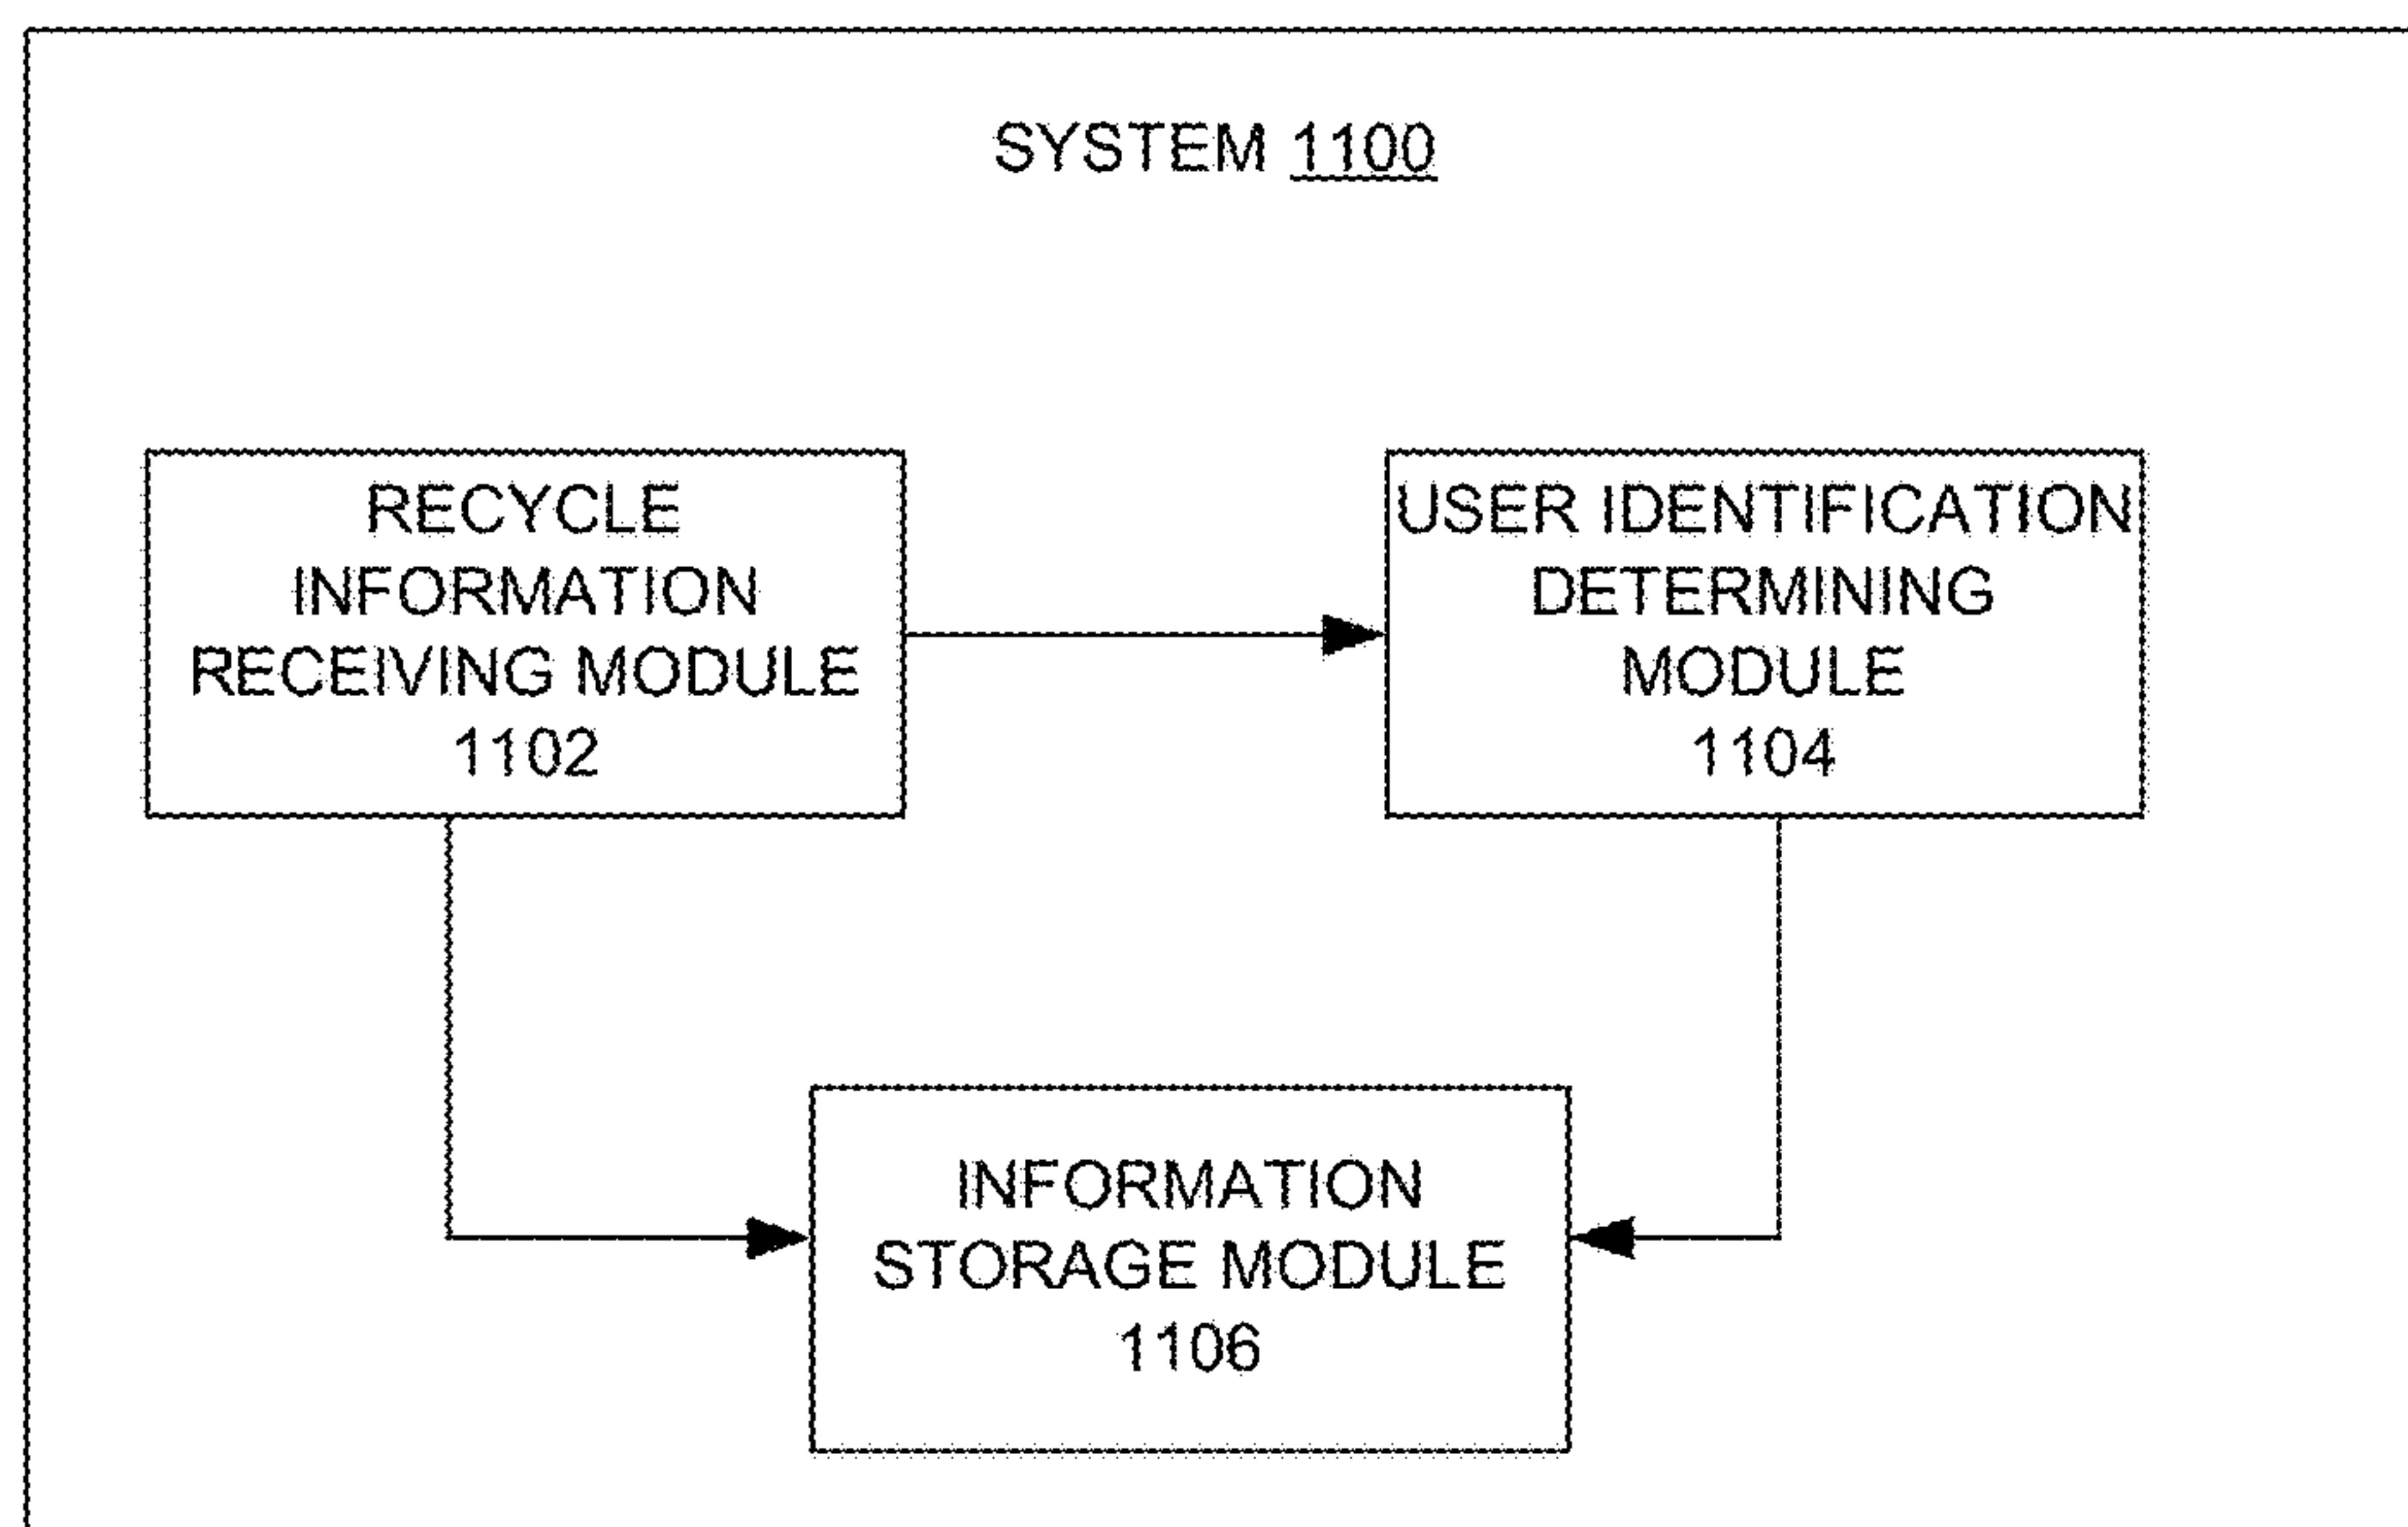 SYSTEM 1100
RECYCLE
INFORMATION
RECEIVING MODULE
1102
USER IDENTIFICATION
DETERMINING
MODULE
1104
INFORMATION
STORAGE MODULE
1106